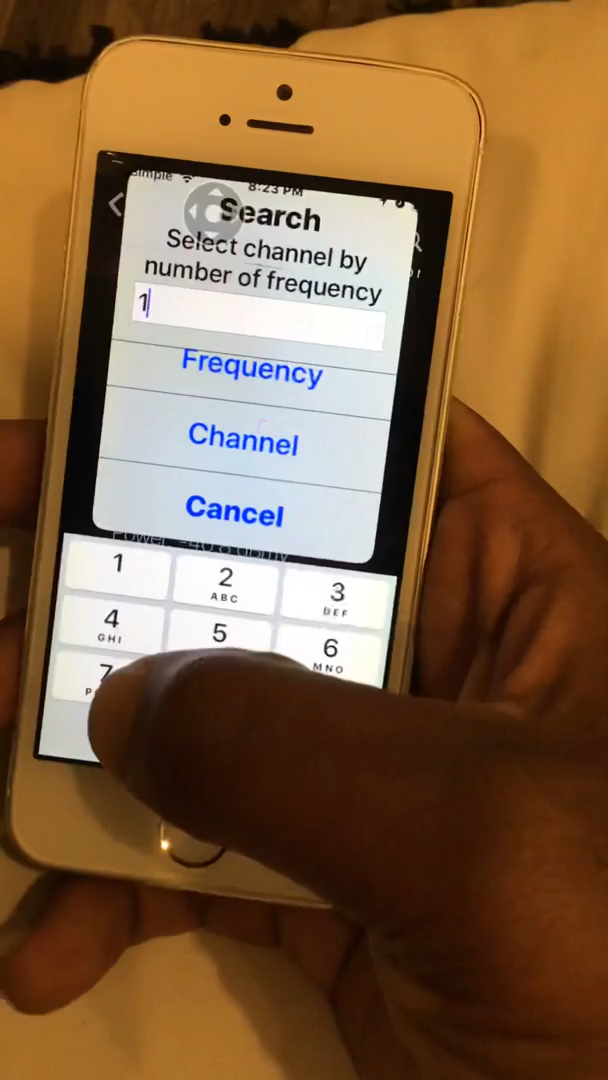 8:23 PM
Search
Select channel by
number of frequency
1
Frequency
Channel
Cancel
1
2
ABC
3
DEF
4
GHI
5
6
MNO
7